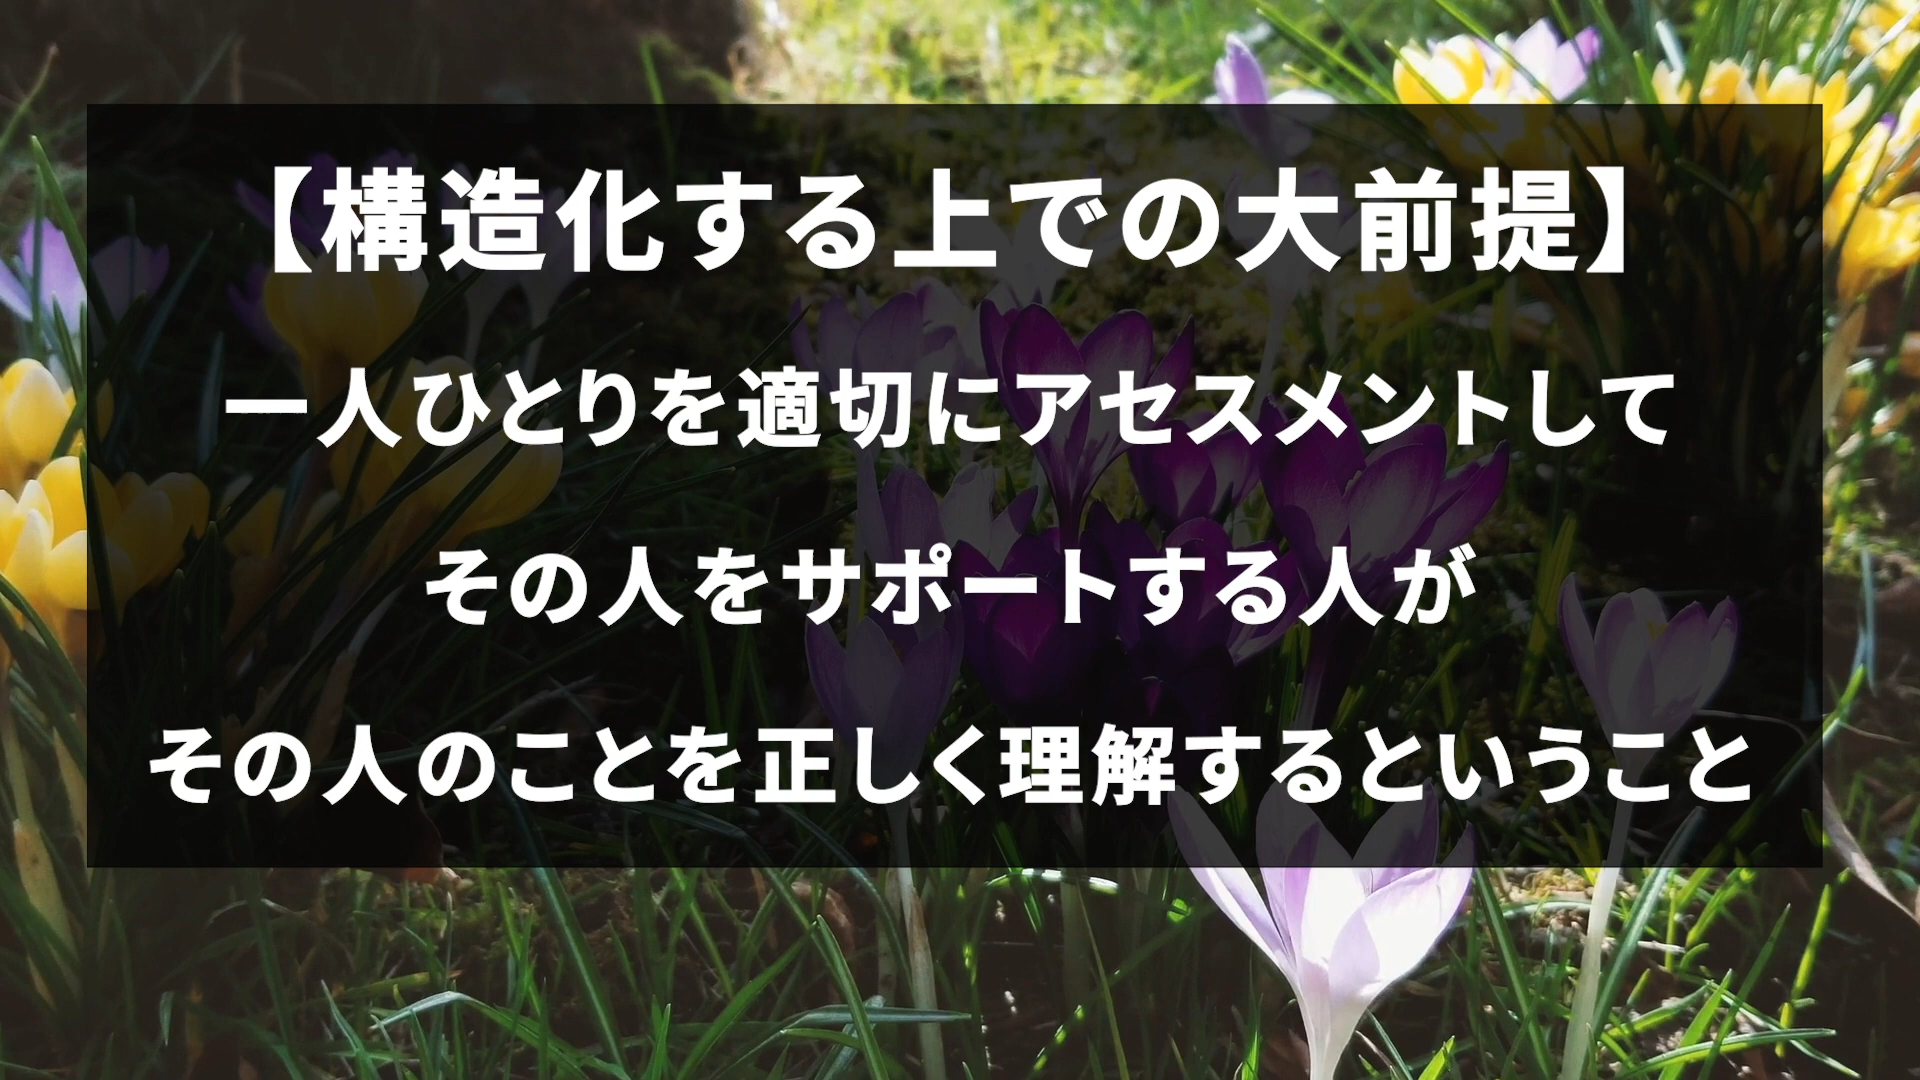 【構造化する上での大前提】
一人ひとりを適切にアセスメントして
その人をサポートする人が
その人のことを正しく理解するということ